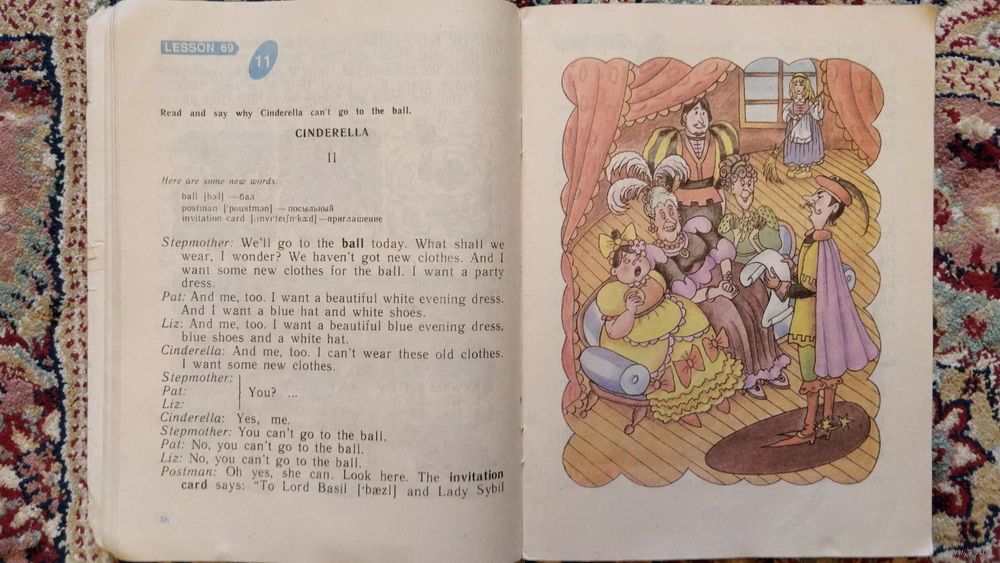 LESSON 69
11
Read and say why Cinderella can't go to the ball.
CINDERELLA
II
Here are some new words:
ball [bɔl] — бал
postman ['poustmən] — посыльный
invitation card [,ınvı'teıʃn'kɑ:d] — приглашение
Stepmother: We'll go to the ball today. What shall we
wear, I wonder? We haven't got new clothes. And I
want some new clothes for the ball. I want a party
dress.
Pat: And me, too. I want a beautiful white evening dress.
And I want a blue hat and white shoes.
Liz: And me, too. I want a beautiful blue evening dress,
blue shoes and a white hat.
Cinderella: And me, too. I can't wear these old clothes.
I want some new clothes.
Stepmother:
Pat: You? ...
Liz:
Cinderella: Yes, me.
Stepmother: You can't go to the ball.
Pat: No, you can't go to the ball.
Liz: No, you can't go to the ball.
Postman: Oh yes, she can. Look here. The invitation
card says: "To Lord Basil ['bæzl] and Lady Sybil
38